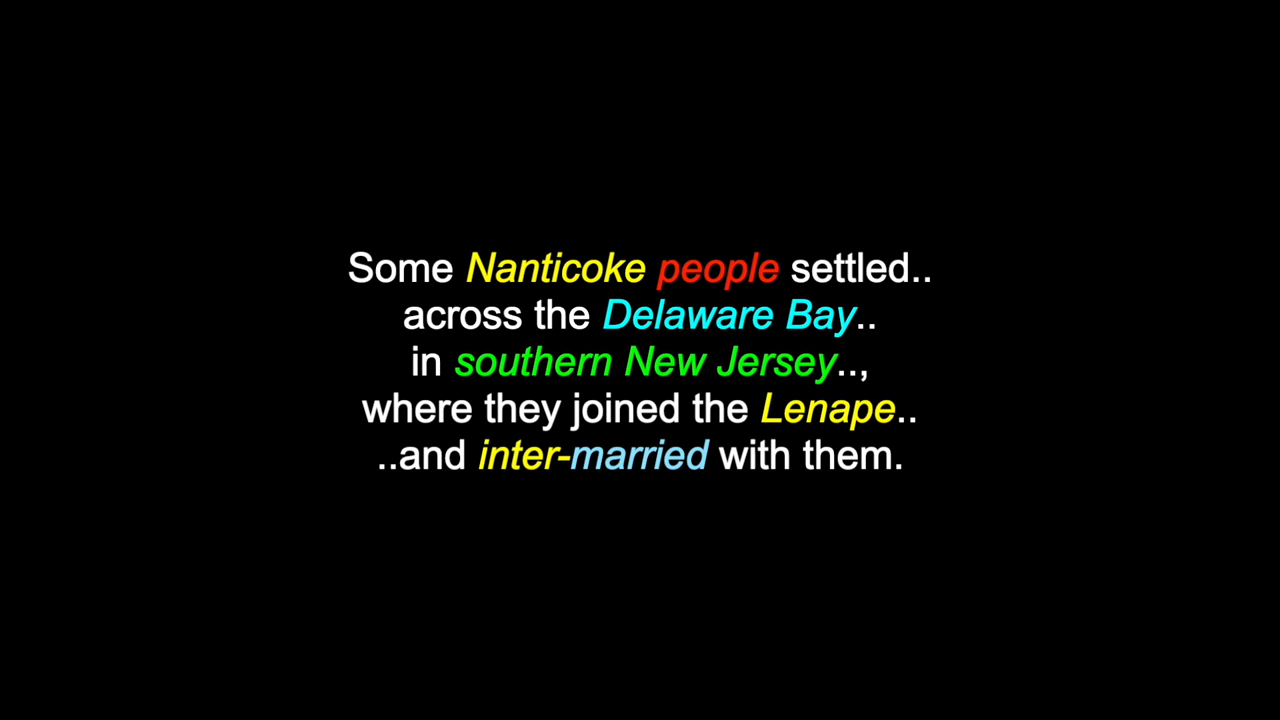 Some Nanticoke people settled..
across the Delaware Bay..
in southern New Jersey..,
where they joined the Lenape..
..and inter-married with them.